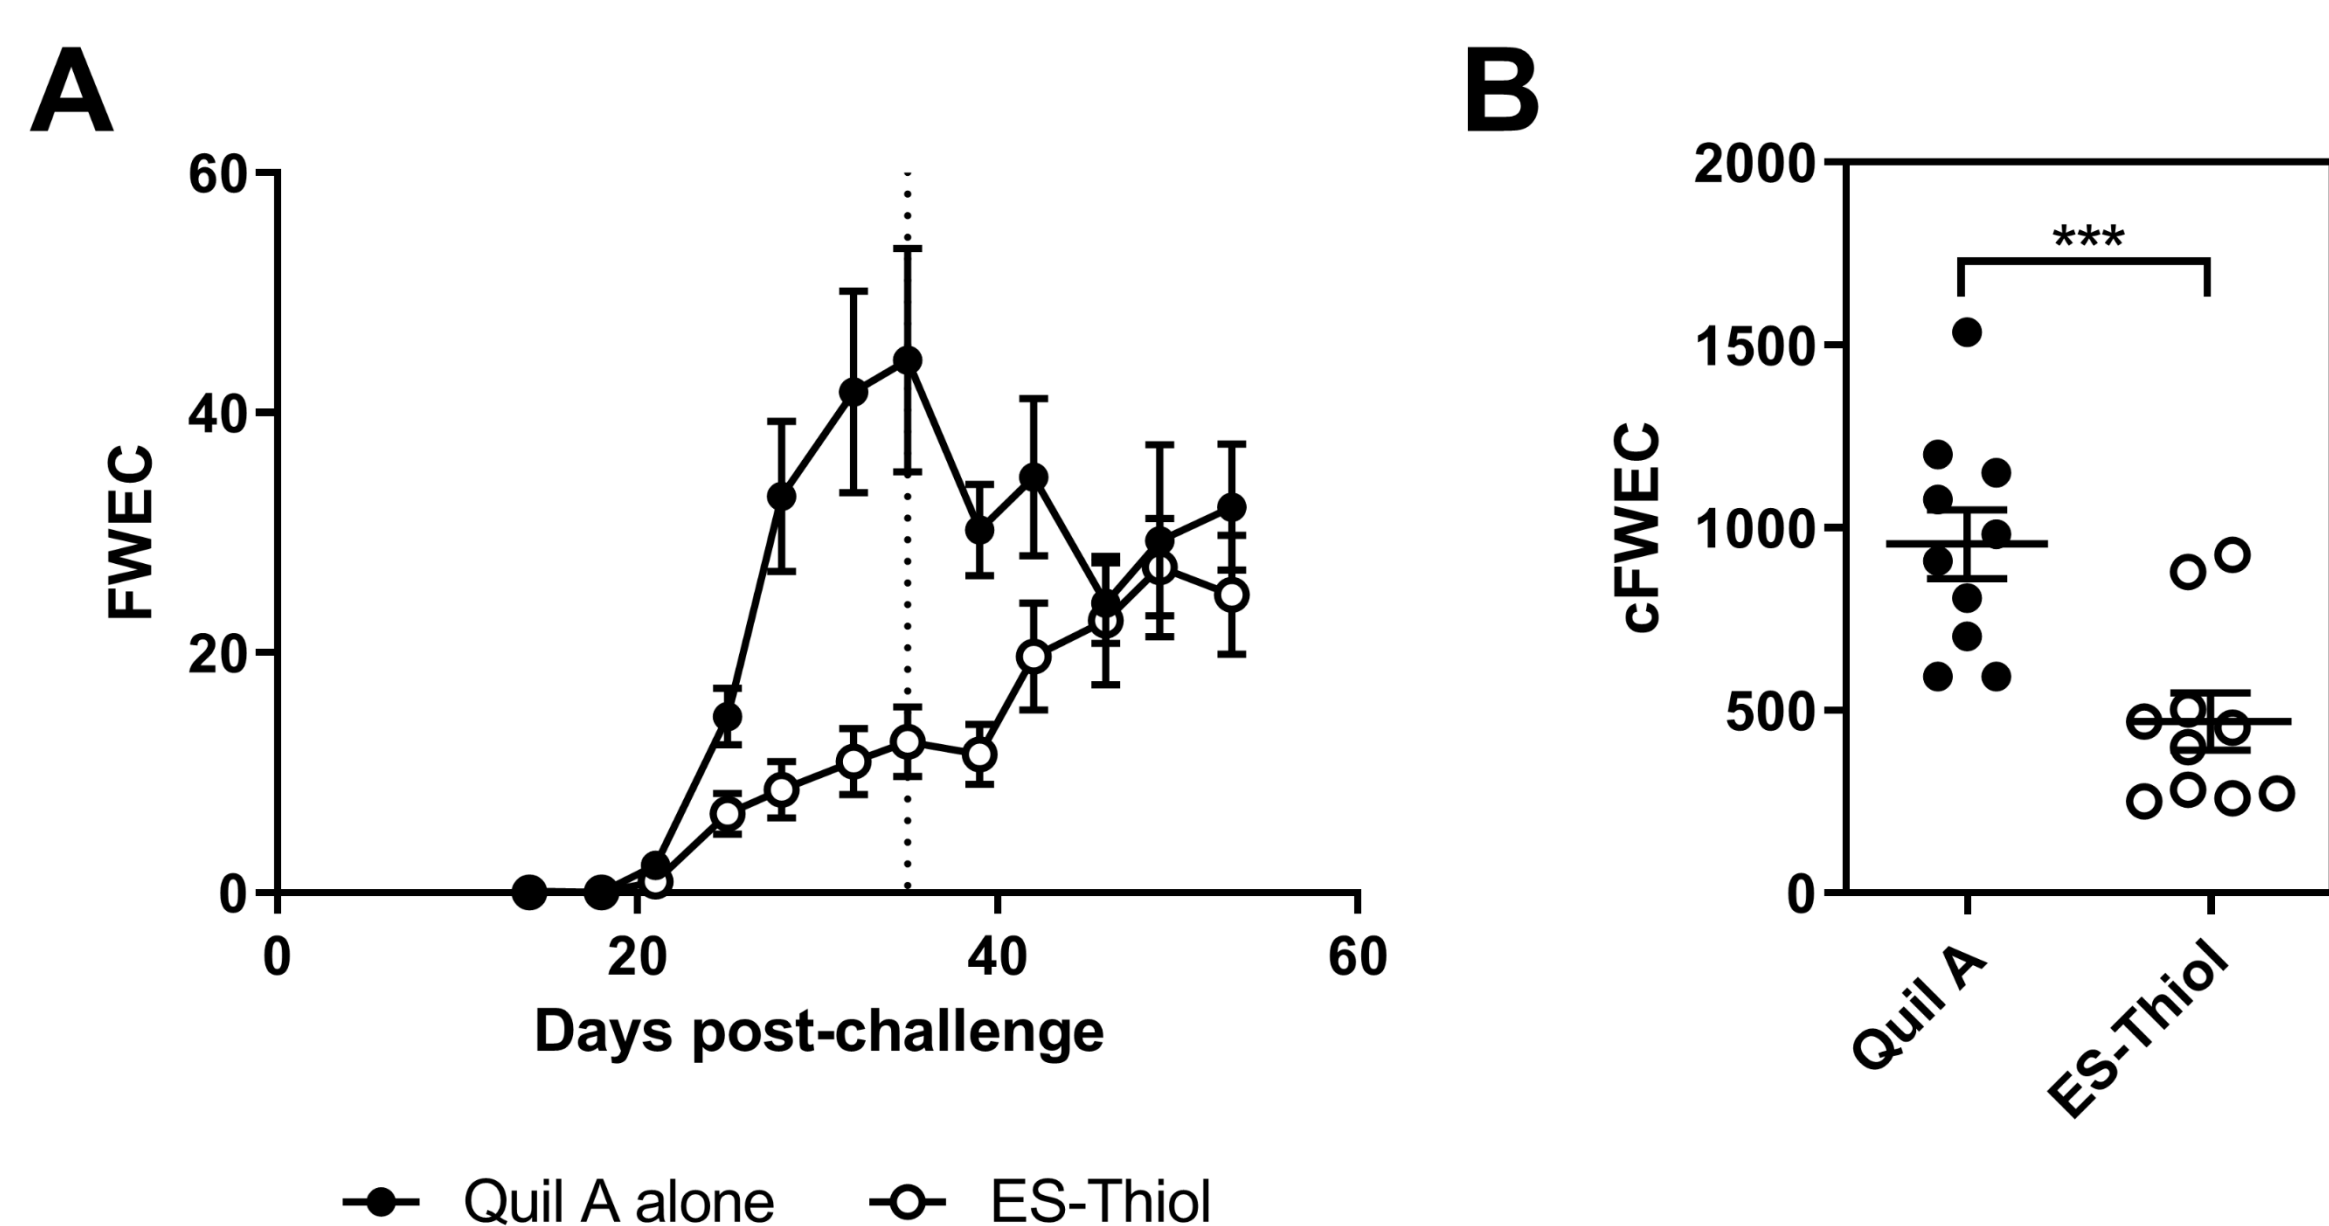 A
60
40
20
0
FWEC
0 20 40 60
Days post-challenge
Quil A alone ES-Thiol
B
2000
1500
1000
500
0
cFWEC
***
Quil A
ES-Thiol